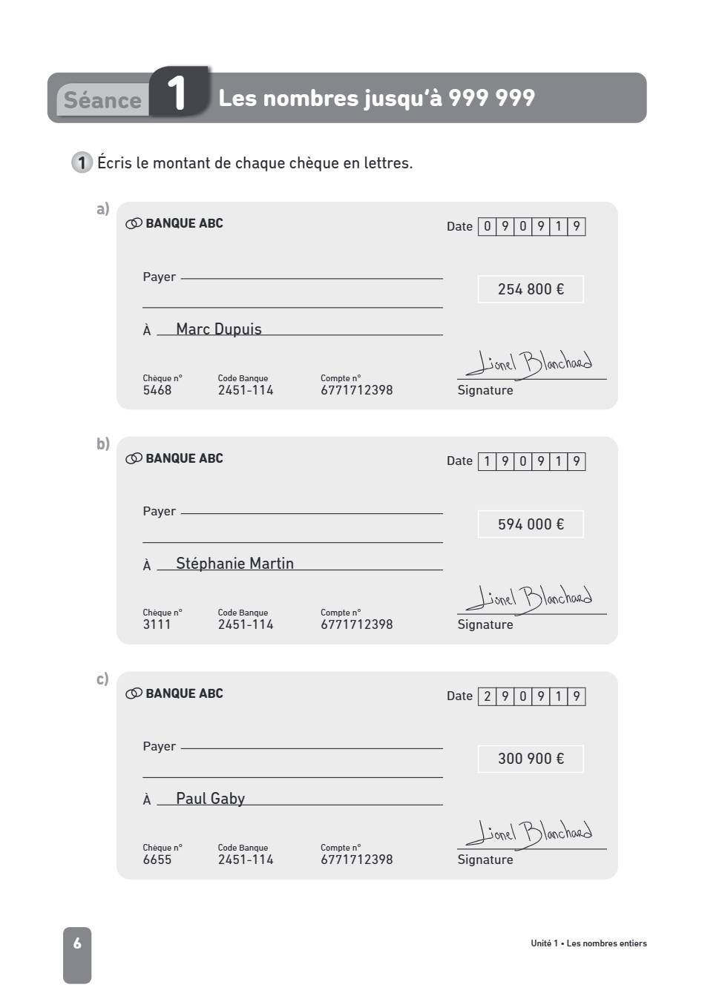 Séance 1 Les nombres jusqu'à 999 999
1 Écris le montant de chaque chèque en lettres.
a)
BANQUE ABC
Date 0 9 0 9 1 9
Payer
254 800 €
À Marc Dupuis
Lionel Blanchard
Chèque n° Code Banque Compte n°
5468 2451-114 6771712398 Signature
b)
BANQUE ABC
Date 1 9 0 9 1 9
Payer
594 000 €
À Stéphanie Martin
Lionel Blanchard
Chèque n° Code Banque Compte n°
3111 2451-114 6771712398 Signature
c)
BANQUE ABC
Date 2 9 0 9 1 9
Payer
300 900 €
À Paul Gaby
Lionel Blanchard
Chèque n° Code Banque Compte n°
6655 2451-114 6771712398 Signature
6
Unité 1 • Les nombres entiers